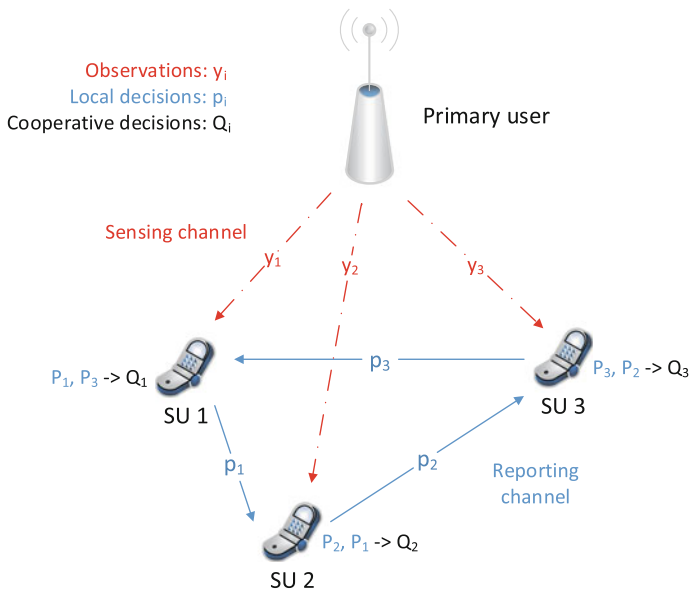 Observations: yᵢ
Local decisions: pᵢ
Cooperative decisions: Qᵢ
Primary user
Sensing channel
y₁
y₂
y₃
p₃
P₁, P₃ -> Q₁
P₃, P₂ -> Q₃
SU 1
SU 3
p₁
p₂
Reporting
channel
P₂, P₁ -> Q₂
SU 2